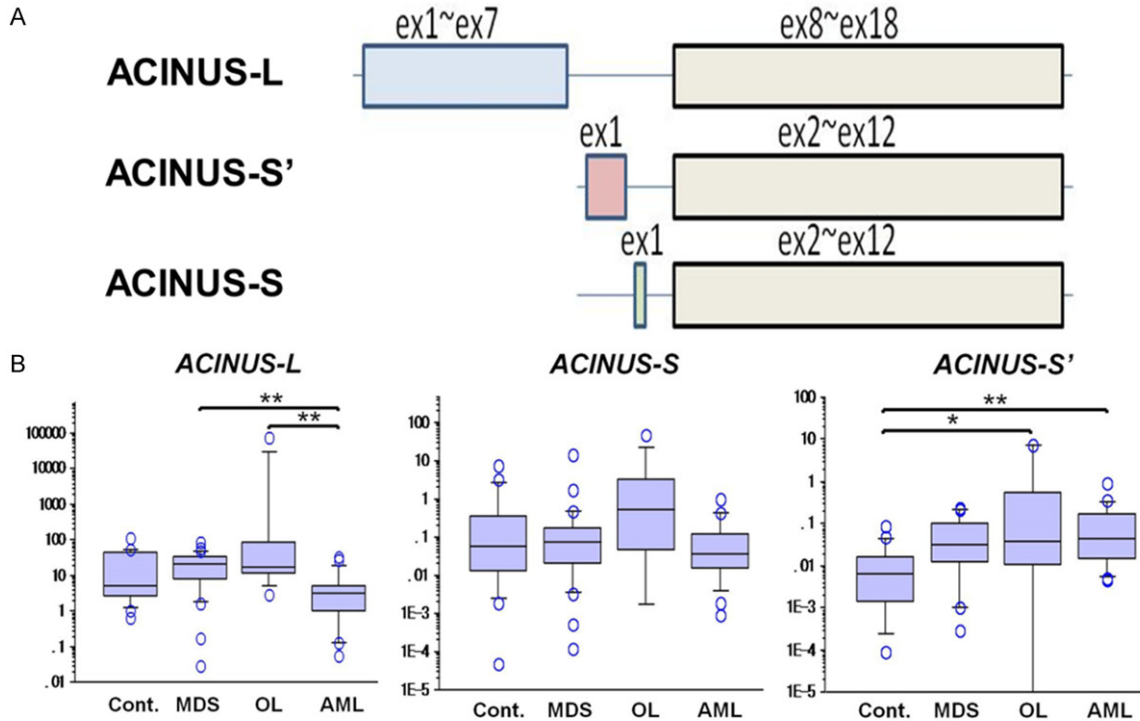 A
ex1~ex7 ex8~ex18
ACINUS-L
ex1 ex2~ex12
ACINUS-S’
ex1 ex2~ex12
ACINUS-S
B
ACINUS-L ACINUS-S ACINUS-S’
** ** * **
100000
10000
1000
100
10
1
.1
.01
Cont. MDS OL AML
100
10
1
.1
.01
1E-3
1E-4
1E-5
Cont. MDS OL AML
100
10
1
.1
.01
1E-3
1E-4
1E-5
Cont. MDS OL AML